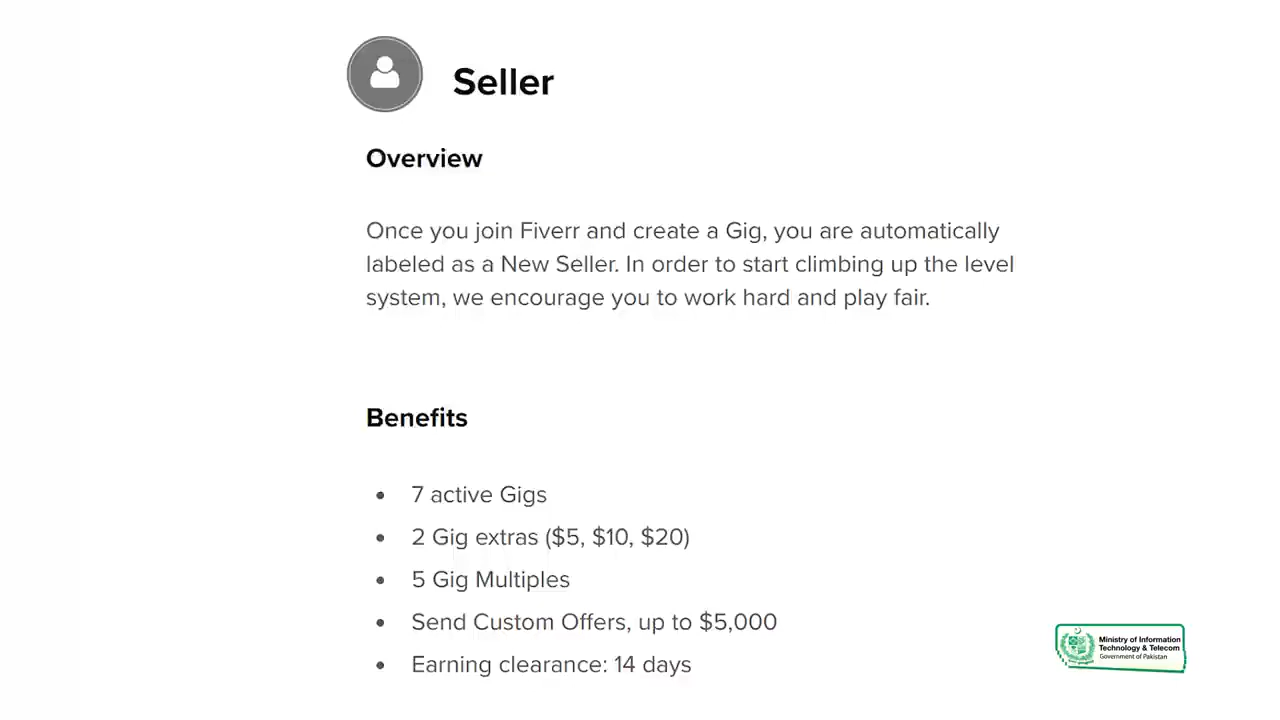 Seller
Overview
Once you join Fiverr and create a Gig, you are automatically
labeled as a New Seller. In order to start climbing up the level
system, we encourage you to work hard and play fair.
Benefits
• 7 active Gigs
• 2 Gig extras ($5, $10, $20)
• 5 Gig Multiples
• Send Custom Offers, up to $5,000
• Earning clearance: 14 days
Ministry of Information
Technology & Telecom
Government of Pakistan